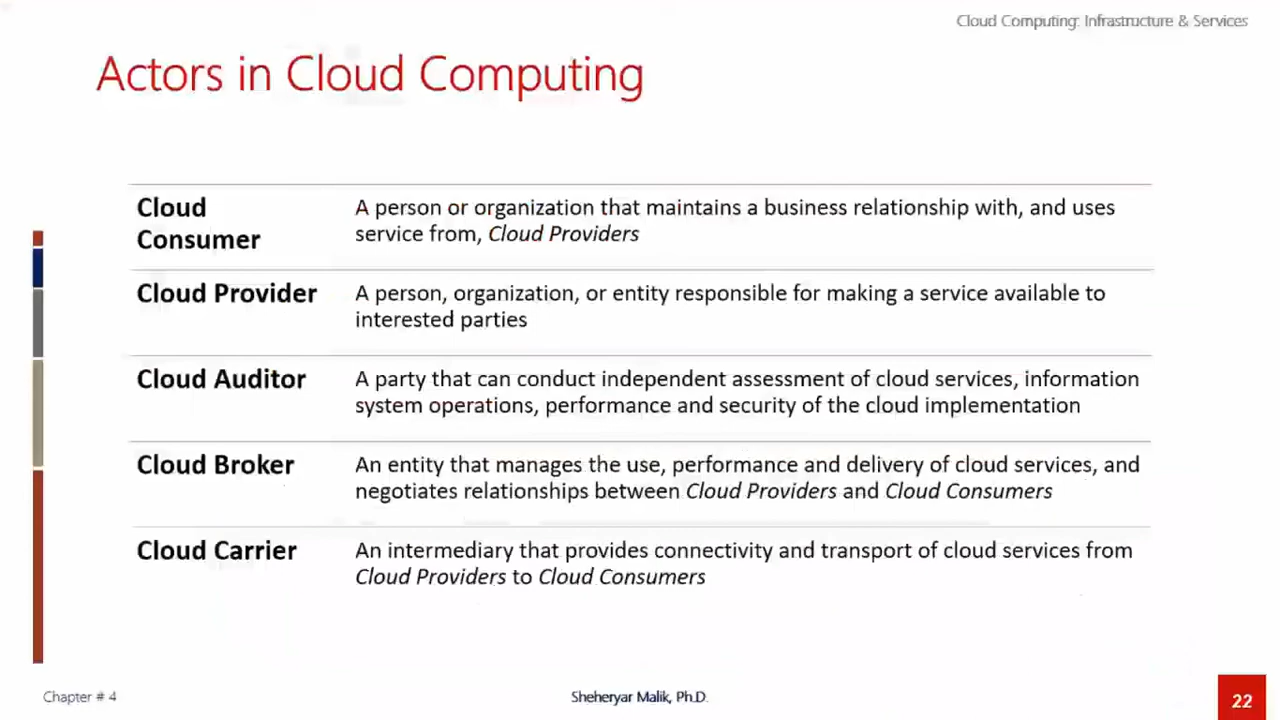 Cloud Computing: Infrastructure & Services
Actors in Cloud Computing
Cloud
Consumer
A person or organization that maintains a business relationship with, and uses
service from, Cloud Providers
Cloud Provider
A person, organization, or entity responsible for making a service available to
interested parties
Cloud Auditor
A party that can conduct independent assessment of cloud services, information
system operations, performance and security of the cloud implementation
Cloud Broker
An entity that manages the use, performance and delivery of cloud services, and
negotiates relationships between Cloud Providers and Cloud Consumers
Cloud Carrier
An intermediary that provides connectivity and transport of cloud services from
Cloud Providers to Cloud Consumers
Chapter # 4
Sheheryar Malik, Ph.D.
22